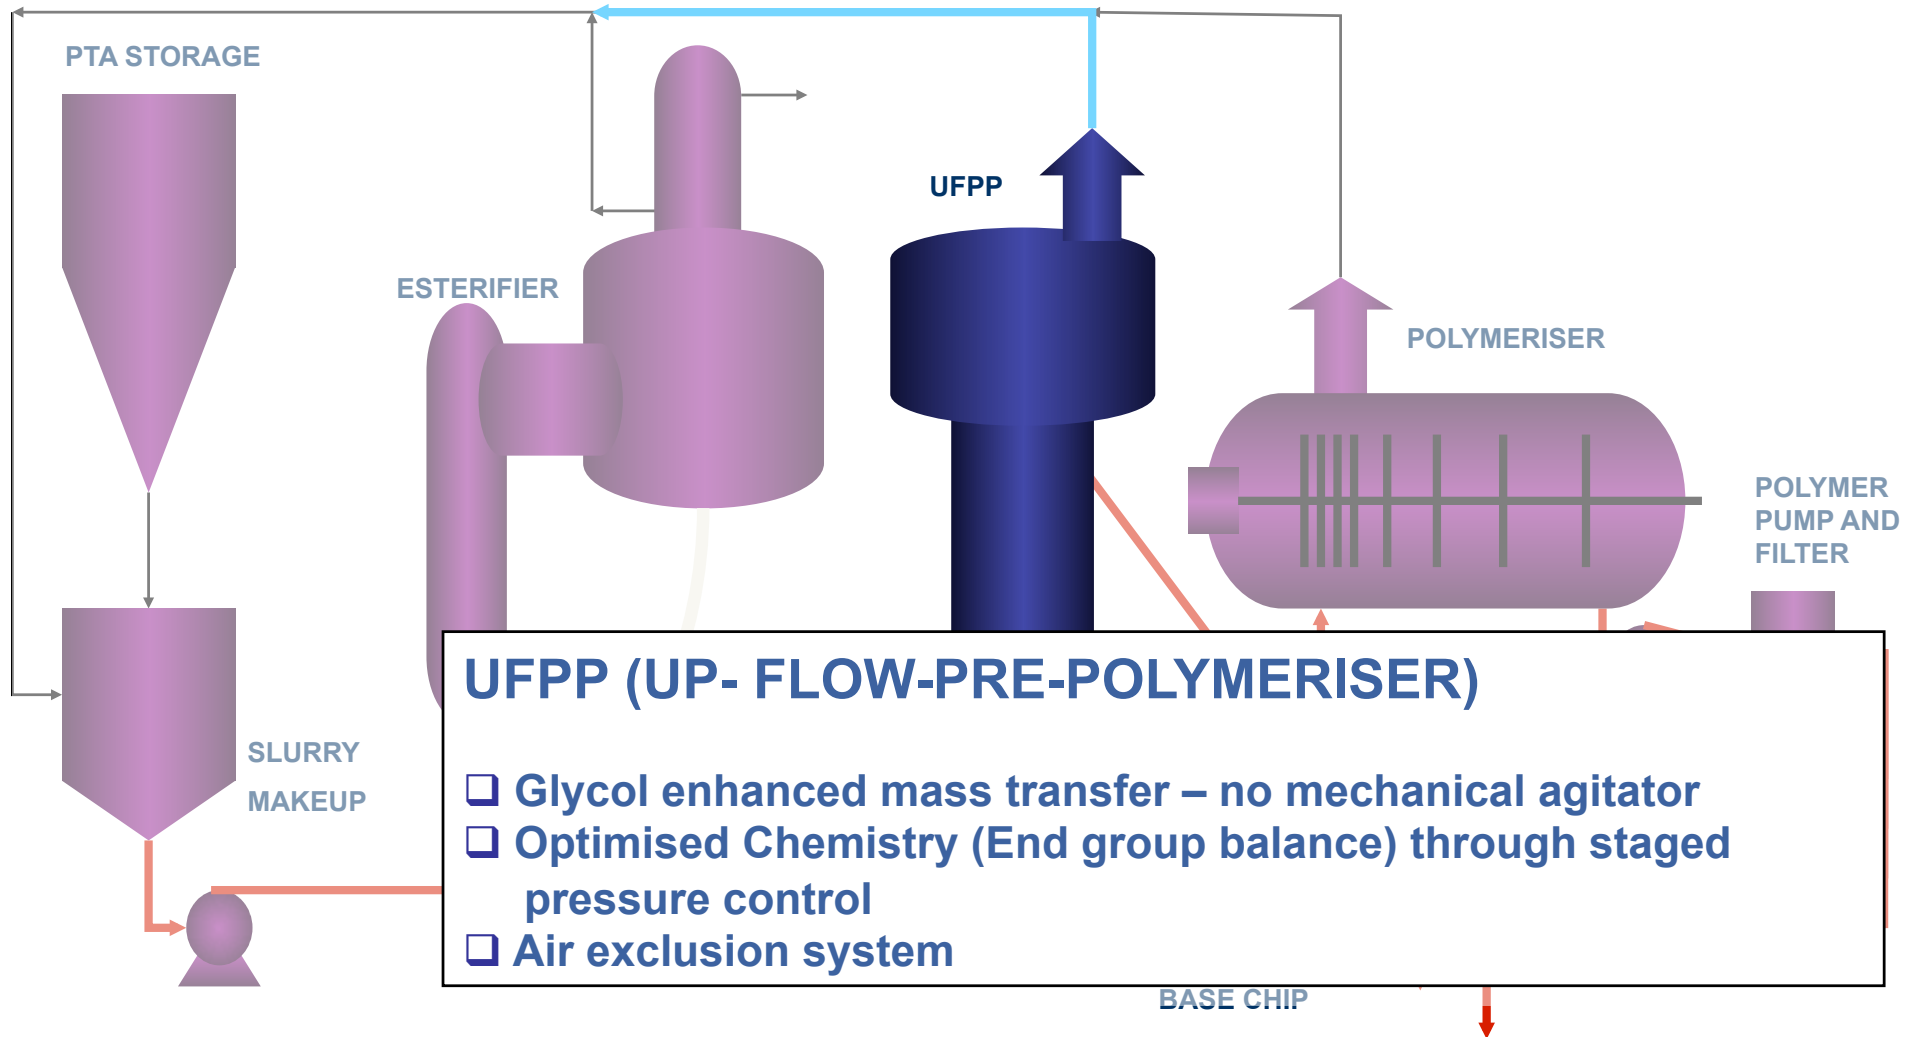 PTA STORAGE
UFPP
ESTERIFIER
POLYMERISER
POLYMER
PUMP AND
FILTER
UFPP (UP- FLOW-PRE-POLYMERISER)
SLURRY
MAKEUP
❑ Glycol enhanced mass transfer – no mechanical agitator
❑ Optimised Chemistry (End group balance) through staged
pressure control
❑ Air exclusion system
BASE CHIP